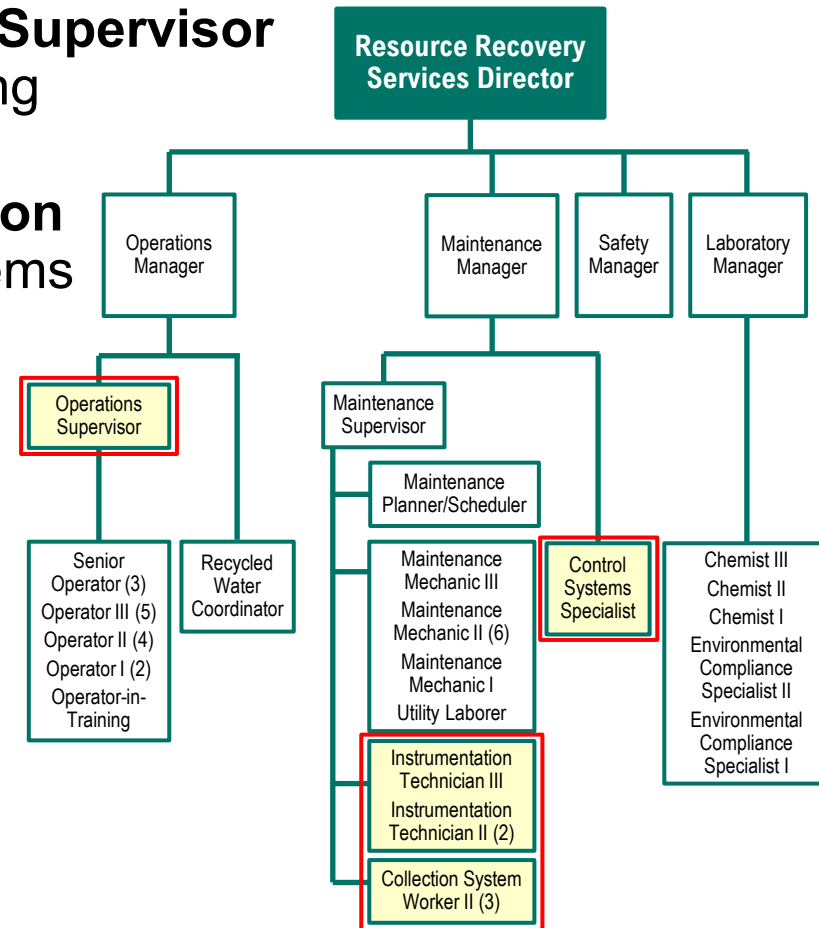 Supervisor
ng
on
ems
Resource Recovery
Services Director
Operations
Manager
Maintenance
Manager
Safety
Manager
Laboratory
Manager
Operations
Supervisor
Maintenance
Supervisor
Maintenance
Planner/Scheduler
Senior
Operator (3)
Operator III (5)
Operator II (4)
Operator I (2)
Operator-in-
Training
Recycled
Water
Coordinator
Maintenance
Mechanic III
Maintenance
Mechanic II (6)
Maintenance
Mechanic I
Utility Laborer
Control
Systems
Specialist
Chemist III
Chemist II
Chemist I
Environmental
Compliance
Specialist II
Environmental
Compliance
Specialist I
Instrumentation
Technician III
Instrumentation
Technician II (2)
Collection System
Worker II (3)